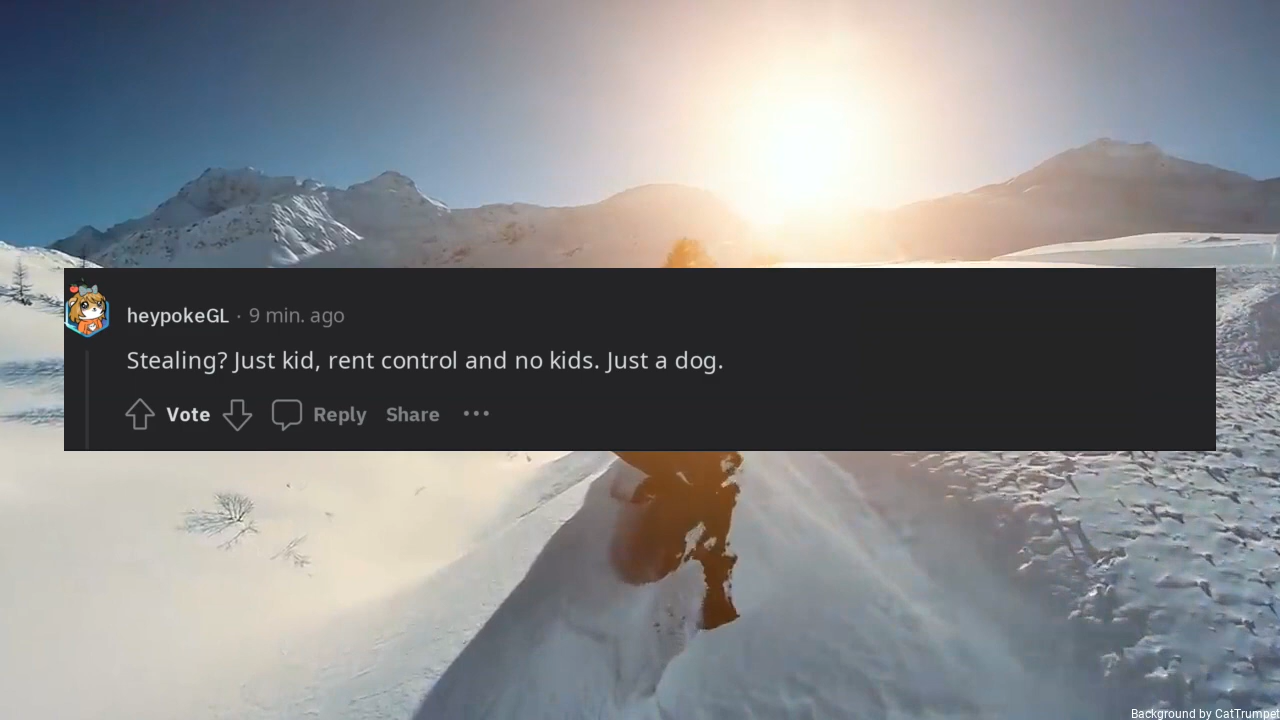 heypokeGL · 9 min. ago
Stealing? Just kid, rent control and no kids. Just a dog.
Vote Reply Share
Background by CatTrumpet